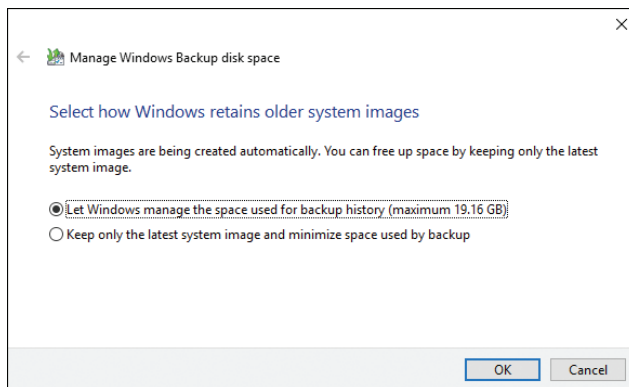 Manage Windows Backup disk space
Select how Windows retains older system images
System images are being created automatically. You can free up space by keeping only the latest
system image.
Let Windows manage the space used for backup history (maximum 19.16 GB)
Keep only the latest system image and minimize space used by backup
OK Cancel